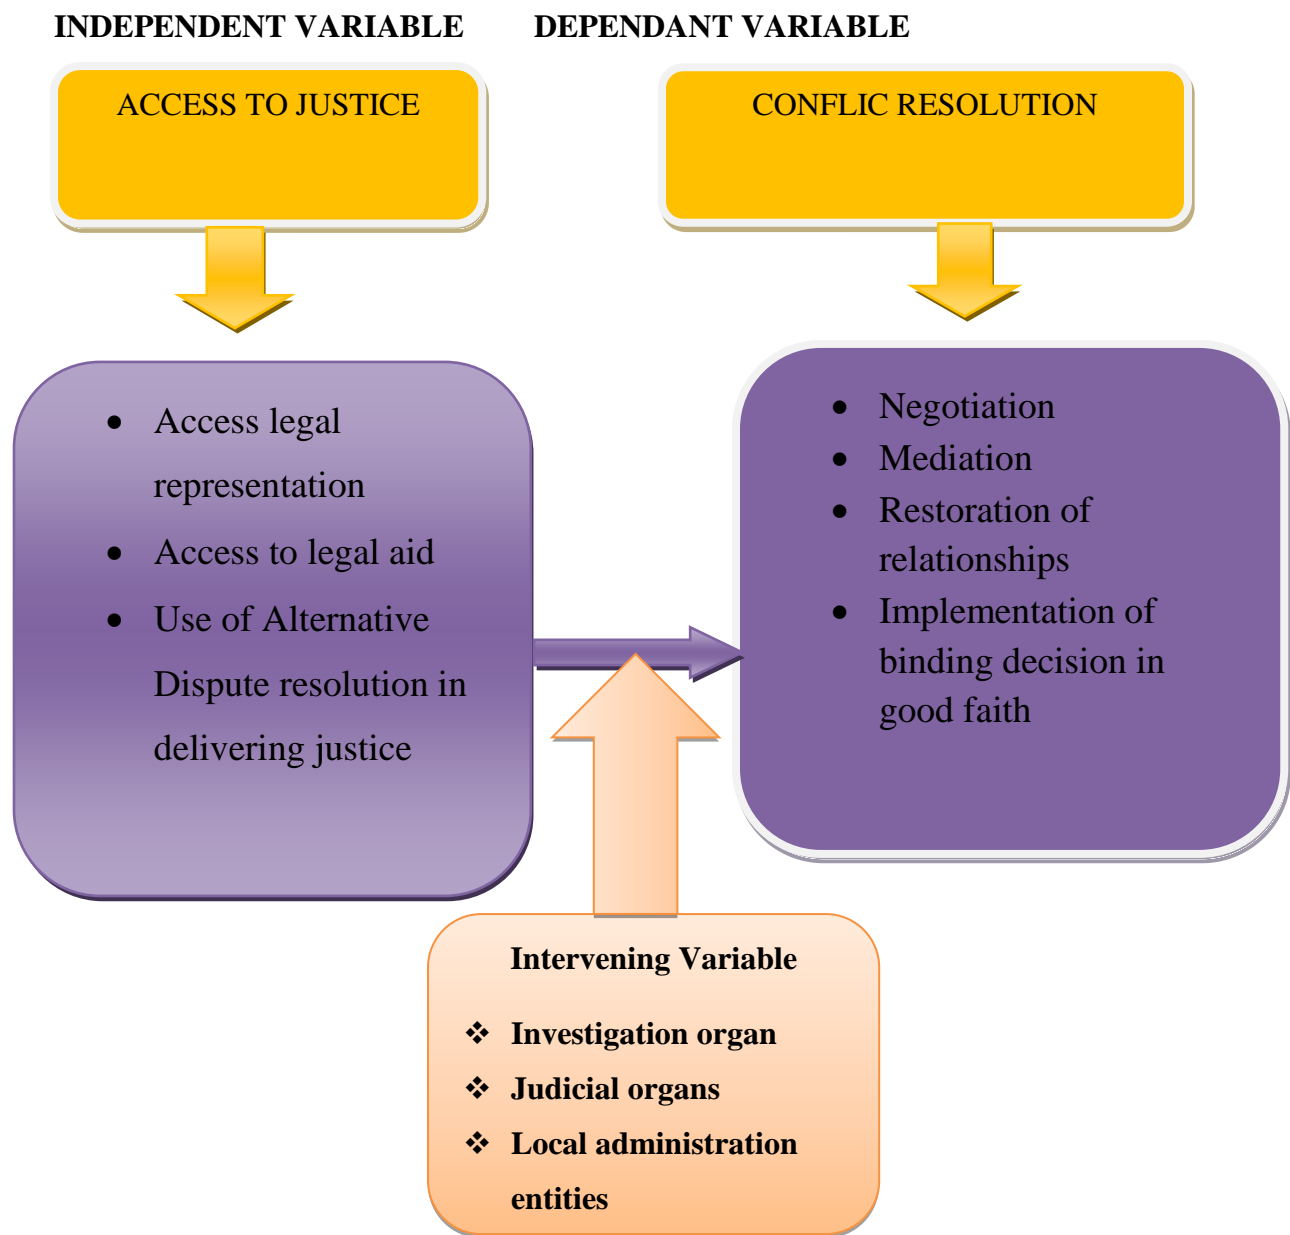 INDEPENDENT VARIABLE DEPENDANT VARIABLE
ACCESS TO JUSTICE
CONFLIC RESOLUTION
• Access legal
representation
• Access to legal aid
• Use of Alternative
Dispute resolution in
delivering justice
• Negotiation
• Mediation
• Restoration of
relationships
• Implementation of
binding decision in
good faith
Intervening Variable
❖ Investigation organ
❖ Judicial organs
❖ Local administration
entities